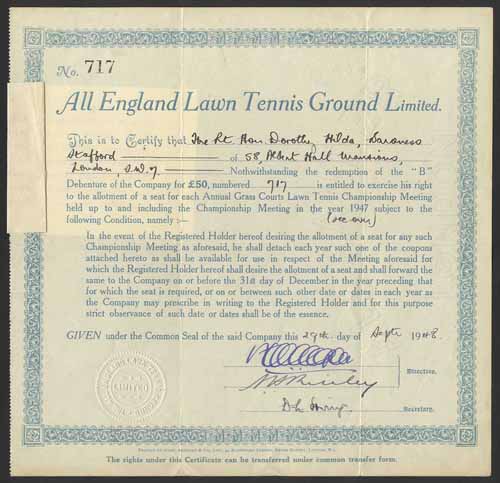 No. 717
All England Lawn Tennis Ground Limited.
This is to Certify that The Rt. Hon. Dorothy Hilda, Baroness
Stafford of 58, Albert Hall Mansions,
London, S.W.7 Nothwithstanding the redemption of the "B"
Debenture of the Company for £50, numbered 717 is entitled to exercise his right
to the allotment of a seat for each Annual Grass Courts Lawn Tennis Championship Meeting
held up to and including the Championship Meeting in the year 1947 subject to the
following Condition, namely :— (see over)
In the event of the Registered Holder hereof desiring the allotment of a seat for any such
Championship Meeting as aforesaid, he shall detach each year such one of the coupons
attached hereto as shall be available for use in respect of the Meeting aforesaid for
which the Registered Holder hereof shall desire the allotment of a seat and shall forward the
same to the Company on or before the 31st day of December in the year preceding that
for which the seat is required, or on or between such other date or dates in each year as
the Company may prescribe in writing to the Registered Holder and for this purpose
strict observance of such date or dates shall be of the essence.
GIVEN under the Common Seal of the said Company this 29th day of Sept 1948.
Directors.
Secretary.
LIMITED
The rights under this Certificate can be transferred under common transfer form.